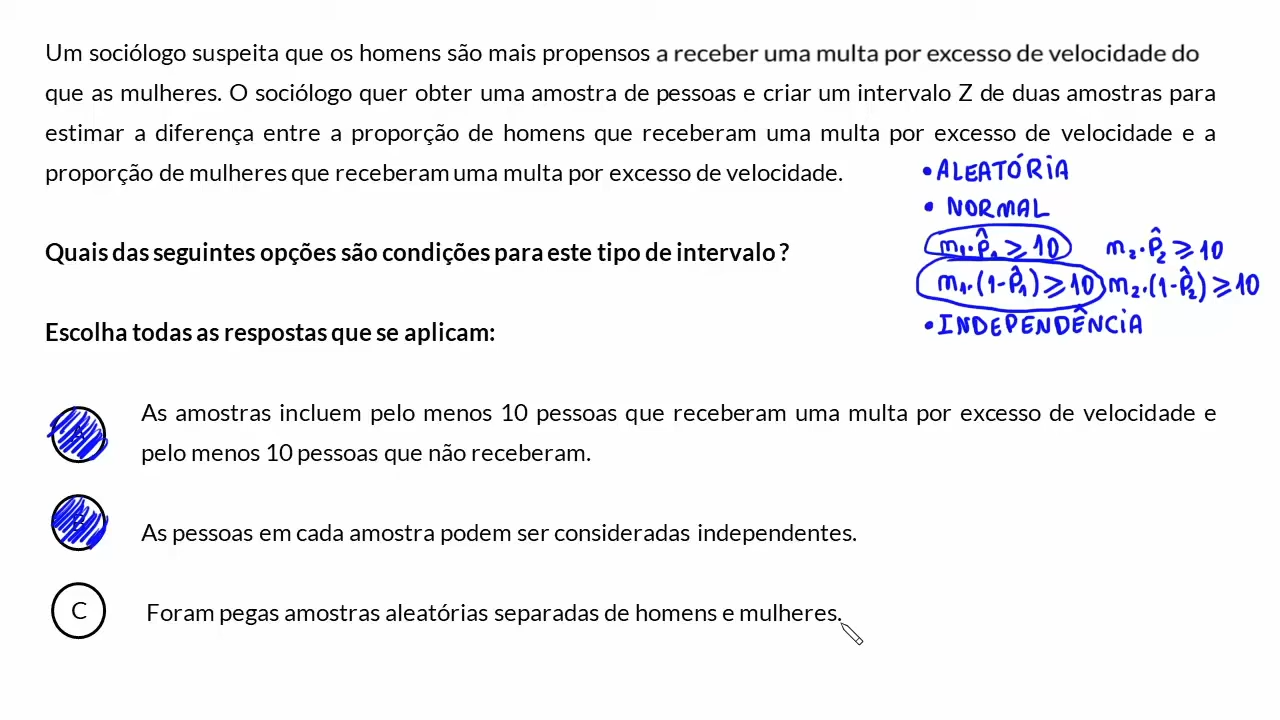 Um sociólogo suspeita que os homens são mais propensos a receber uma multa por excesso de velocidade do
que as mulheres. O sociólogo quer obter uma amostra de pessoas e criar um intervalo Z de duas amostras para
estimar a diferença entre a proporção de homens que receberam uma multa por excesso de velocidade e a
proporção de mulheres que receberam uma multa por excesso de velocidade.
• ALEATÓRIA
• NORMAL
Quais das seguintes opções são condições para este tipo de intervalo ?
n₁·p̂₁ ≥ 10 n₂·p̂₂ ≥ 10
n₁·(1-p̂₁) ≥ 10 n₂·(1-p̂₂) ≥ 10
• INDEPENDÊNCIA
Escolha todas as respostas que se aplicam:
A As amostras incluem pelo menos 10 pessoas que receberam uma multa por excesso de velocidade e
pelo menos 10 pessoas que não receberam.
B As pessoas em cada amostra podem ser consideradas independentes.
C Foram pegas amostras aleatórias separadas de homens e mulheres.